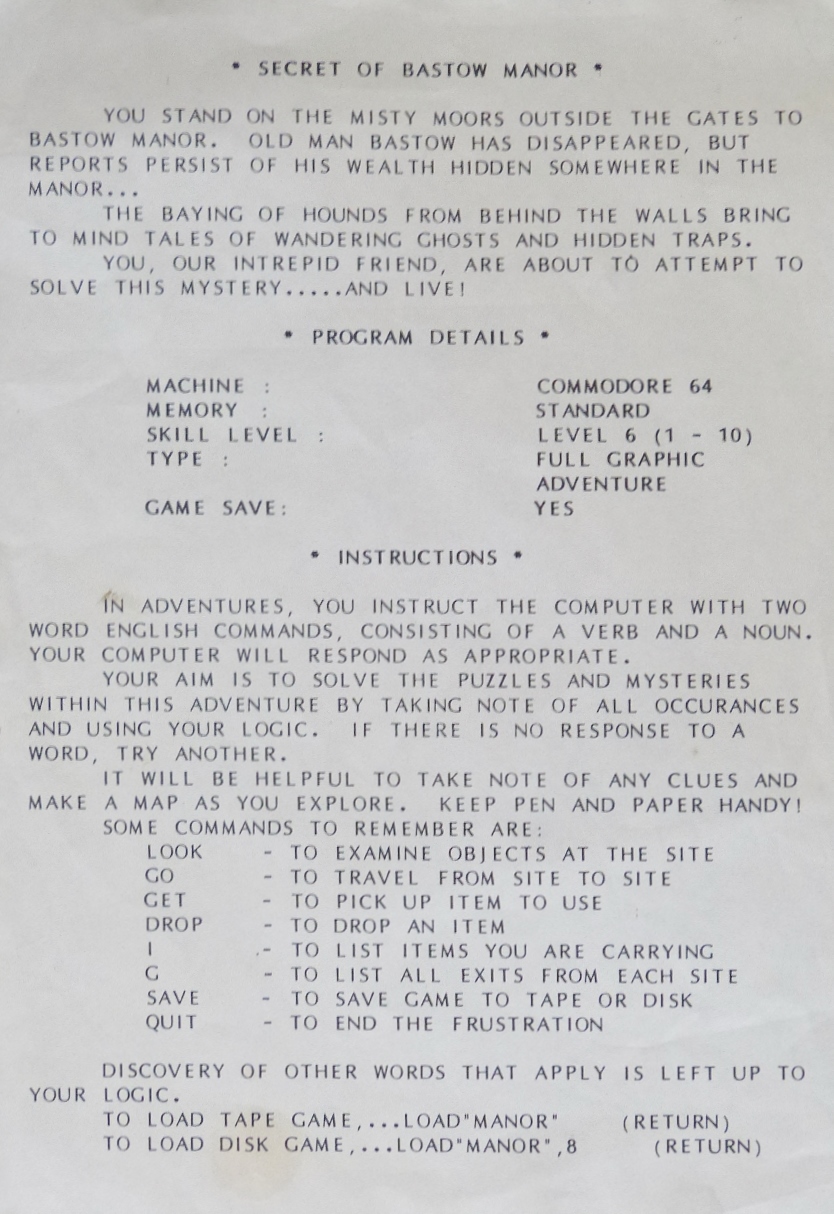 * SECRET OF BASTOW MANOR *
YOU STAND ON THE MISTY MOORS OUTSIDE THE GATES TO
BASTOW MANOR. OLD MAN BASTOW HAS DISAPPEARED, BUT
REPORTS PERSIST OF HIS WEALTH HIDDEN SOMEWHERE IN THE
MANOR...
THE BAYING OF HOUNDS FROM BEHIND THE WALLS BRING
TO MIND TALES OF WANDERING GHOSTS AND HIDDEN TRAPS.
YOU, OUR INTREPID FRIEND, ARE ABOUT TO ATTEMPT TO
SOLVE THIS MYSTERY.....AND LIVE!
* PROGRAM DETAILS *
MACHINE : COMMODORE 64
MEMORY : STANDARD
SKILL LEVEL : LEVEL 6 (1 - 10)
TYPE : FULL GRAPHIC
ADVENTURE
GAME SAVE: YES
* INSTRUCTIONS *
IN ADVENTURES, YOU INSTRUCT THE COMPUTER WITH TWO
WORD ENGLISH COMMANDS, CONSISTING OF A VERB AND A NOUN.
YOUR COMPUTER WILL RESPOND AS APPROPRIATE.
YOUR AIM IS TO SOLVE THE PUZZLES AND MYSTERIES
WITHIN THIS ADVENTURE BY TAKING NOTE OF ALL OCCURANCES
AND USING YOUR LOGIC. IF THERE IS NO RESPONSE TO A
WORD, TRY ANOTHER.
IT WILL BE HELPFUL TO TAKE NOTE OF ANY CLUES AND
MAKE A MAP AS YOU EXPLORE. KEEP PEN AND PAPER HANDY!
SOME COMMANDS TO REMEMBER ARE:
LOOK - TO EXAMINE OBJECTS AT THE SITE
GO - TO TRAVEL FROM SITE TO SITE
GET - TO PICK UP ITEM TO USE
DROP - TO DROP AN ITEM
I - TO LIST ITEMS YOU ARE CARRYING
G - TO LIST ALL EXITS FROM EACH SITE
SAVE - TO SAVE GAME TO TAPE OR DISK
QUIT - TO END THE FRUSTRATION
DISCOVERY OF OTHER WORDS THAT APPLY IS LEFT UP TO
YOUR LOGIC.
TO LOAD TAPE GAME,...LOAD"MANOR" (RETURN)
TO LOAD DISK GAME,...LOAD"MANOR",8 (RETURN)